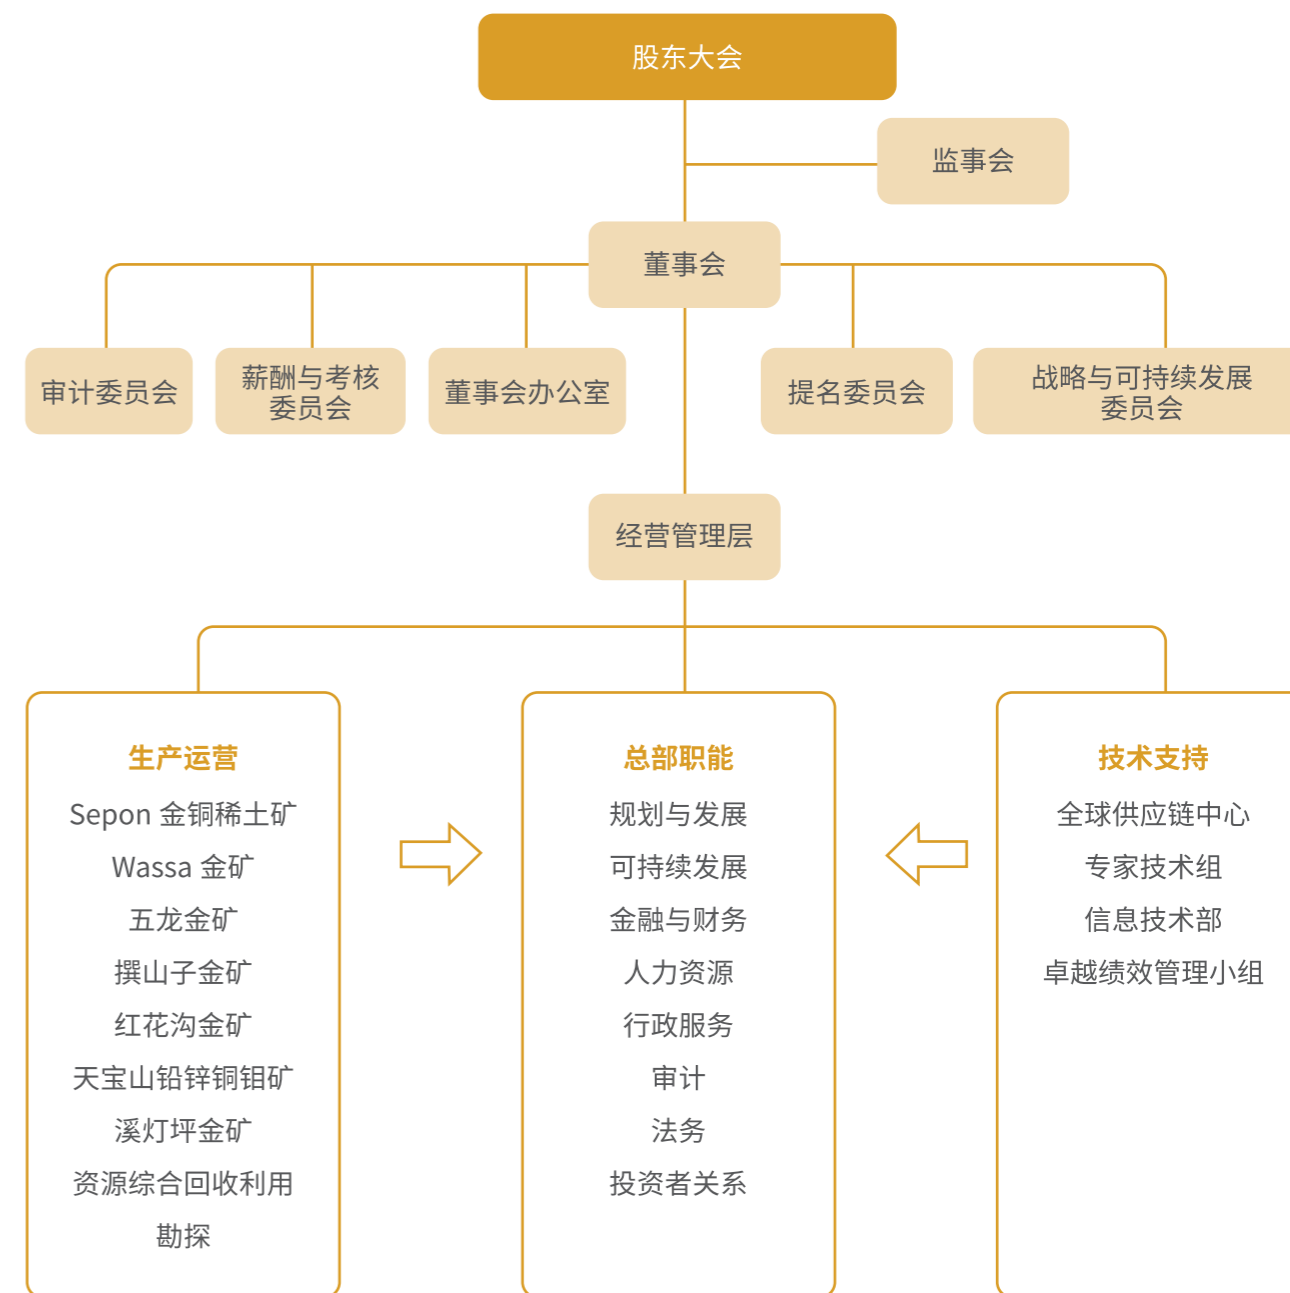 股东大会
监事会
董事会
审计委员会
薪酬与考核
委员会
董事会办公室
提名委员会
战略与可持续发展
委员会
经营管理层
生产运营
Sepon 金铜稀土矿
Wassa 金矿
五龙金矿
撰山子金矿
红花沟金矿
天宝山铅锌铜钼矿
溪灯坪金矿
资源综合回收利用
勘探
总部职能
规划与发展
可持续发展
金融与财务
人力资源
行政服务
审计
法务
投资者关系
技术支持
全球供应链中心
专家技术组
信息技术部
卓越绩效管理小组